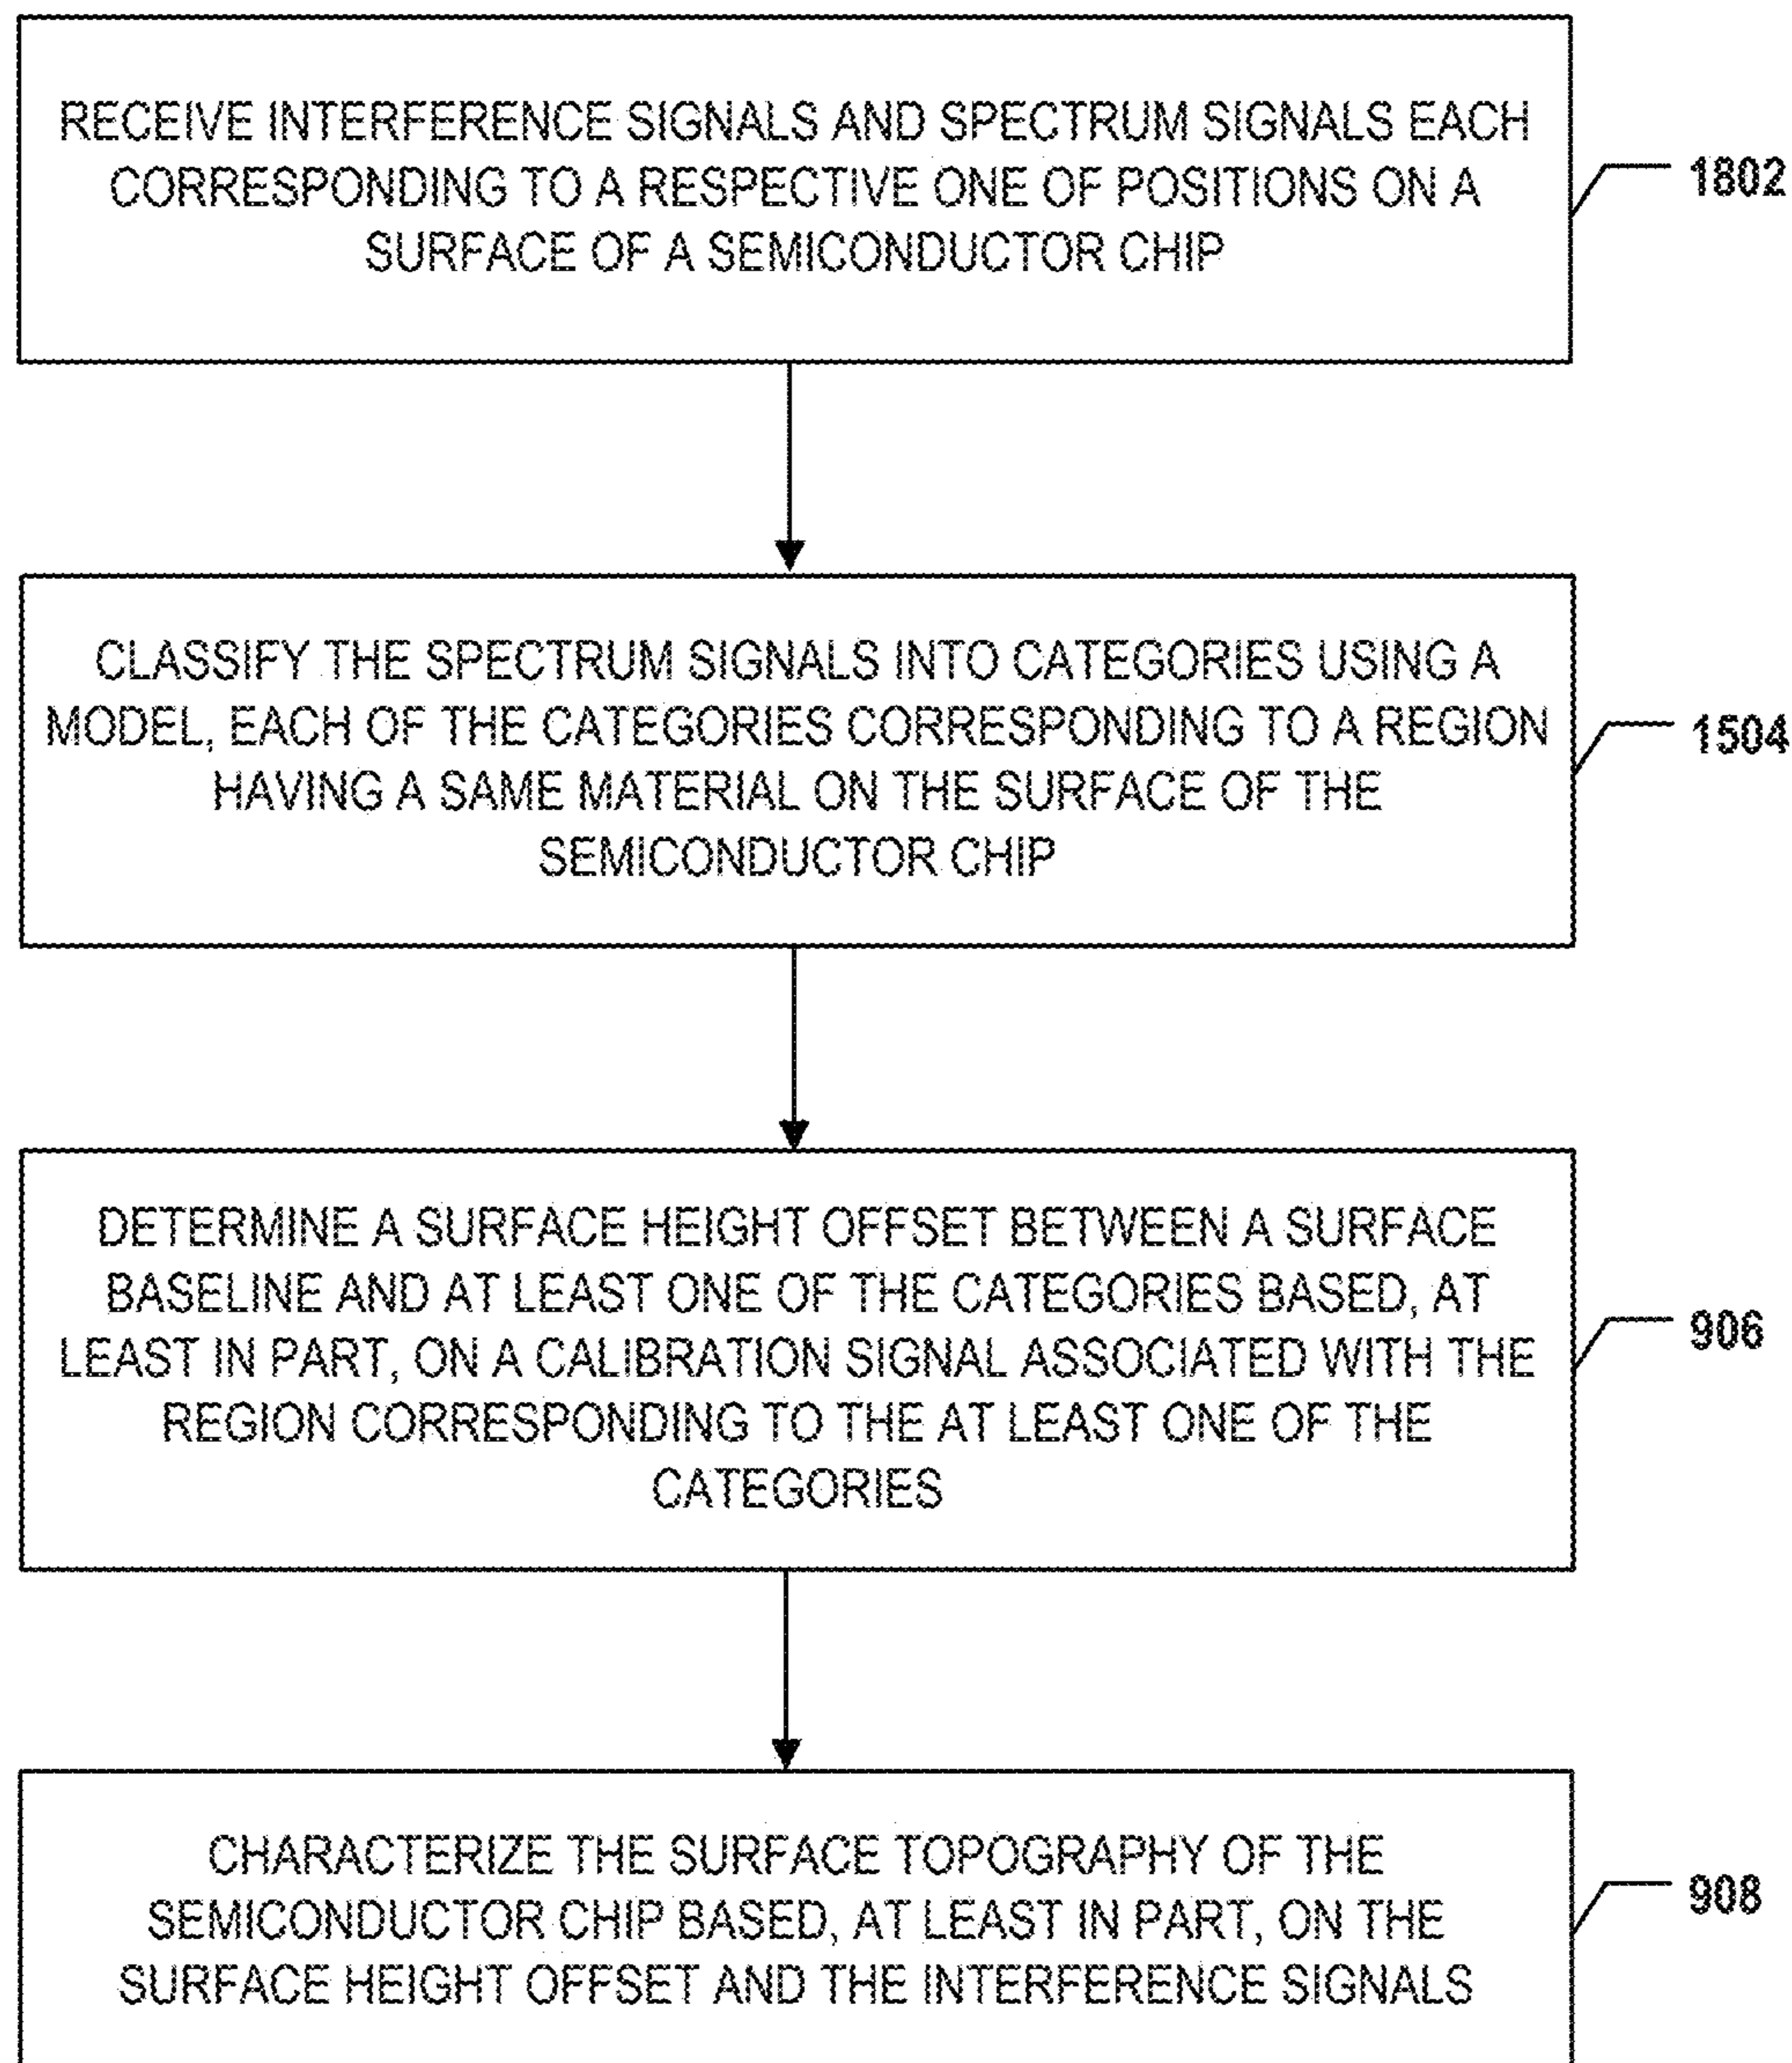 RECEIVE INTERFERENCE SIGNALS AND SPECTRUM SIGNALS EACH
CORRESPONDING TO A RESPECTIVE ONE OF POSITIONS ON A
SURFACE OF A SEMICONDUCTOR CHIP
1802
CLASSIFY THE SPECTRUM SIGNALS INTO CATEGORIES USING A
MODEL, EACH OF THE CATEGORIES CORRESPONDING TO A REGION
HAVING A SAME MATERIAL ON THE SURFACE OF THE
SEMICONDUCTOR CHIP
1504
DETERMINE A SURFACE HEIGHT OFFSET BETWEEN A SURFACE
BASELINE AND AT LEAST ONE OF THE CATEGORIES BASED, AT
LEAST IN PART, ON A CALIBRATION SIGNAL ASSOCIATED WITH THE
REGION CORRESPONDING TO THE AT LEAST ONE OF THE
CATEGORIES
906
CHARACTERIZE THE SURFACE TOPOGRAPHY OF THE
SEMICONDUCTOR CHIP BASED, AT LEAST IN PART, ON THE
SURFACE HEIGHT OFFSET AND THE INTERFERENCE SIGNALS
908